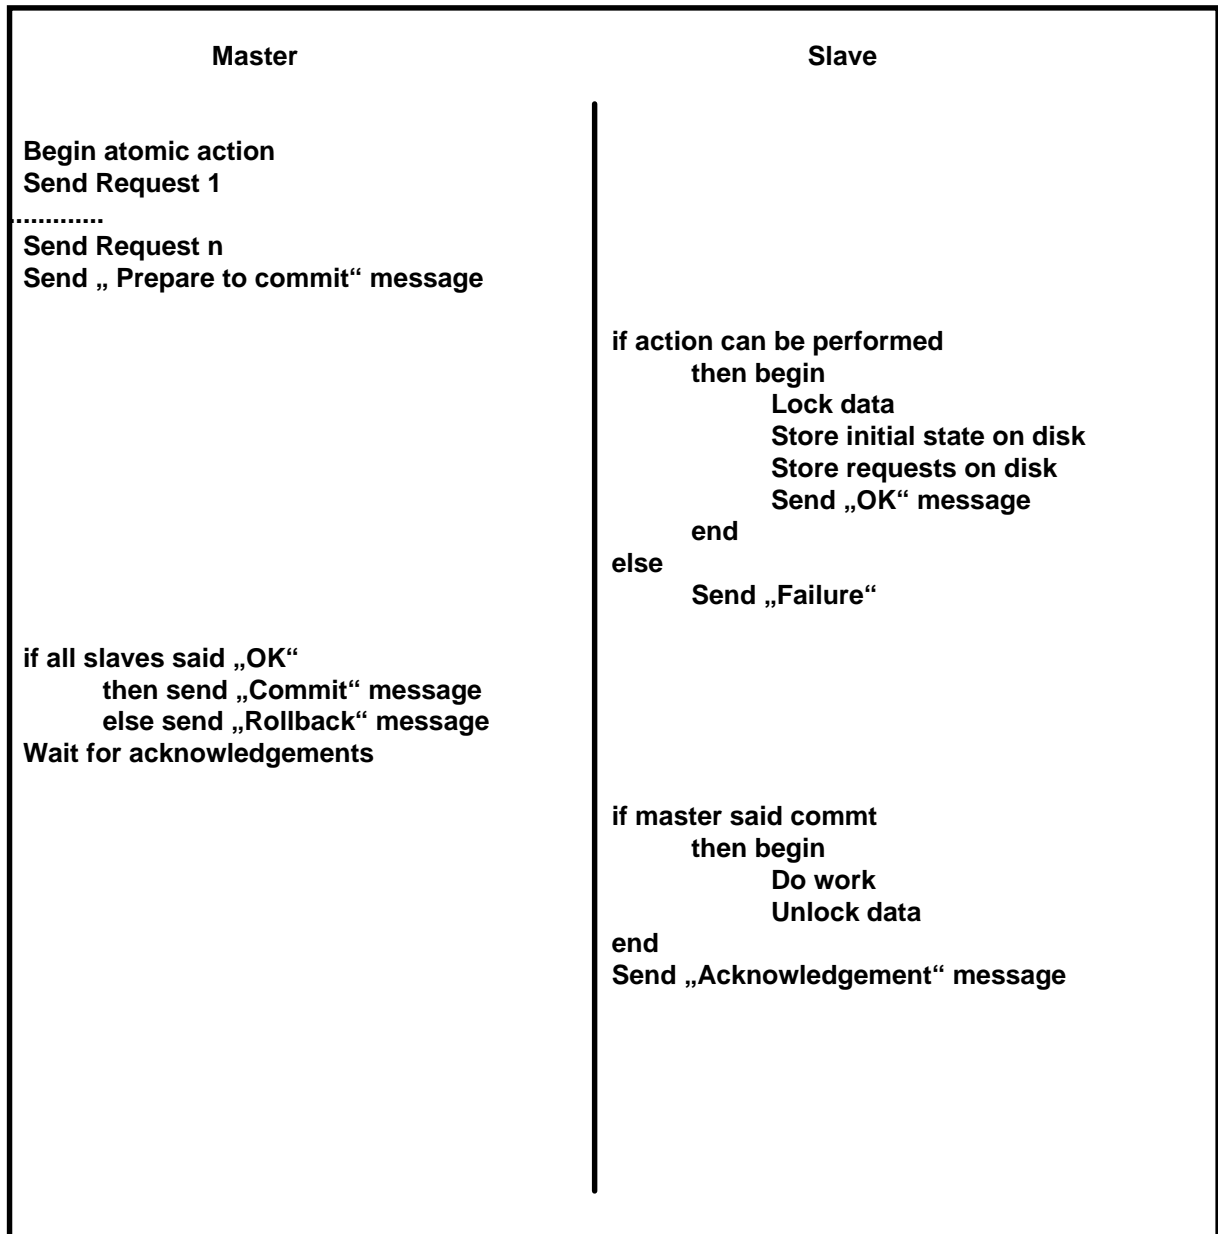 Master
Slave
Begin atomic action
Send Request 1
.............
Send Request n
Send „ Prepare to commit“ message
if action can be performed
then begin
Lock data
Store initial state on disk
Store requests on disk
Send „OK“ message
end
else
Send „Failure“
if all slaves said „OK“
then send „Commit“ message
else send „Rollback“ message
Wait for acknowledgements
if master said commt
then begin
Do work
Unlock data
end
Send „Acknowledgement“ message